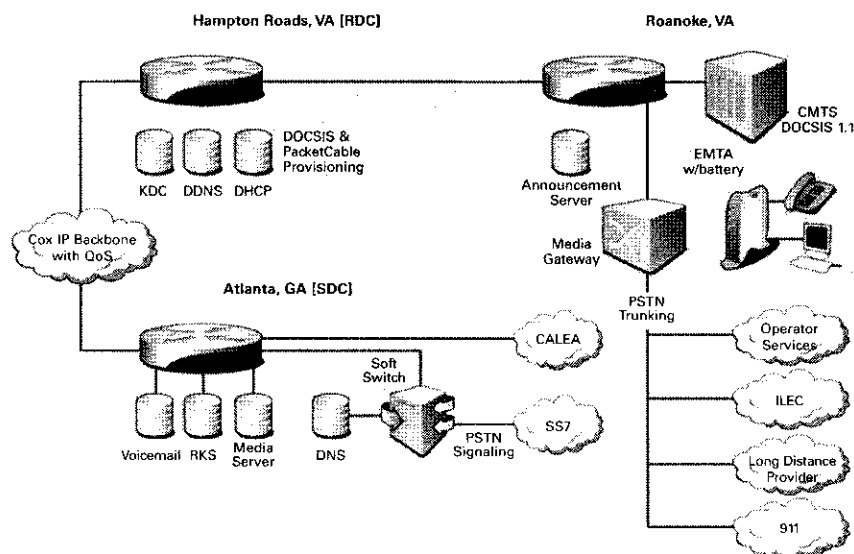 Hampton Roads, VA [RDC]
Roanoke, VA
DOCSIS &
PacketCable
Provisioning
KDC
DDNS
DHCP
CMTS
DOCSIS 1.1
EMTA
w/battery
Announcement
Server
Media
Gateway
PSTN
Trunking
Cox IP Backbone
with QoS
Atlanta, GA [SDC]
CALEA
Soft
Switch
Voicemail
RKS
Media
Server
DNS
PSTN
Signaling
SS7
Operator
Services
ILEC
Long Distance
Provider
911